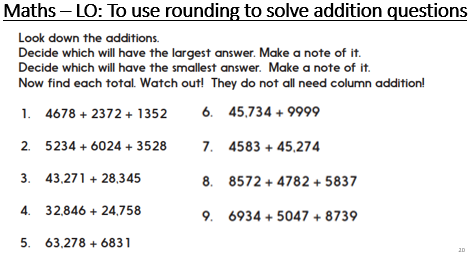 Maths – LO: To use rounding to solve addition questions
Look down the additions.
Decide which will have the largest answer. Make a note of it.
Decide which will have the smallest answer. Make a note of it.
Now find each total. Watch out! They do not all need column addition!
1. 4678 + 2372 + 1352
2. 5234 + 6024 + 3528
3. 43,271 + 28,345
4. 32,846 + 24,758
5. 63,278 + 6831
6. 45,734 + 9999
7. 4583 + 45,274
8. 8572 + 4782 + 5837
9. 6934 + 5047 + 8739
20